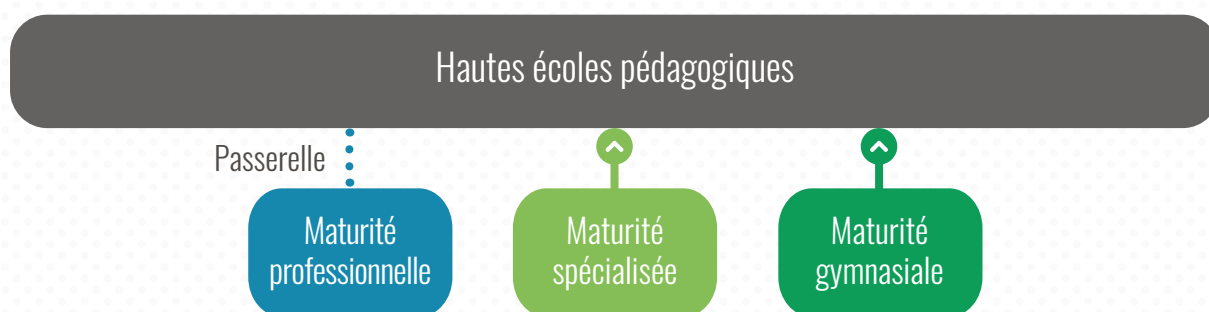 Hautes écoles pédagogiques
Passerelle
Maturité
professionnelle
Maturité
spécialisée
Maturité
gymnasiale